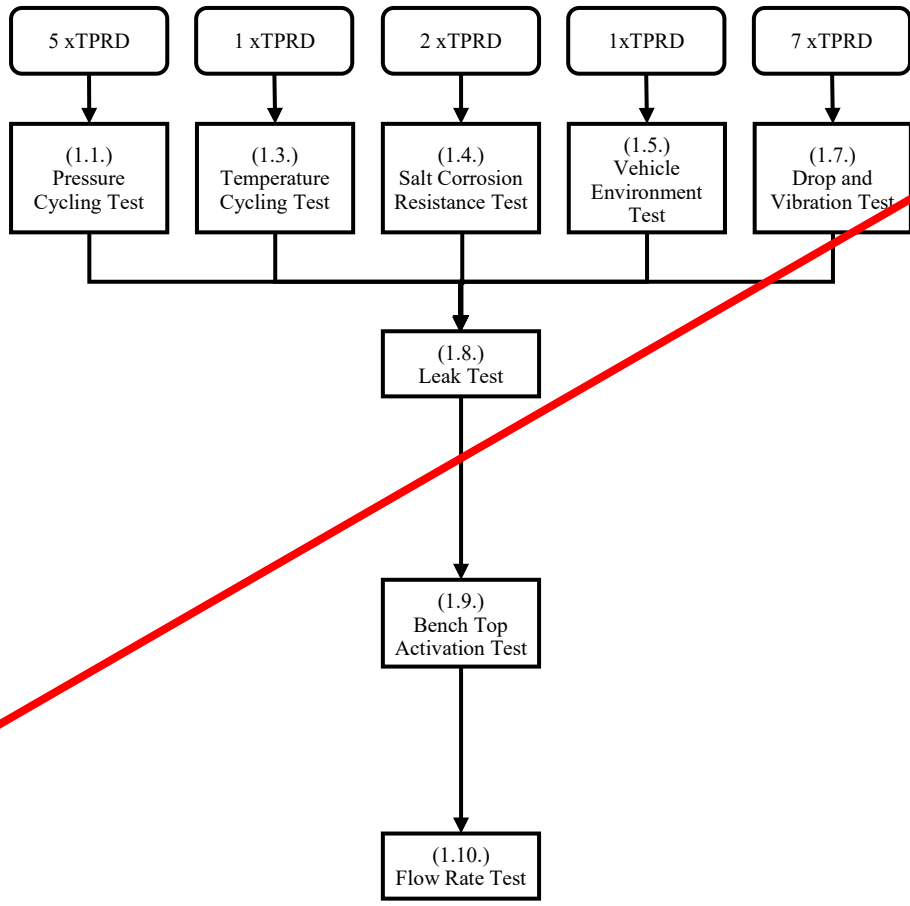 5 xTPRD
1 xTPRD
2 xTPRD
1xTPRD
7 xTPRD
(1.1.)
Pressure
Cycling Test
(1.3.)
Temperature
Cycling Test
(1.4.)
Salt Corrosion
Resistance Test
(1.5.)
Vehicle
Environment
Test
(1.7.)
Drop and
Vibration Test
(1.8.)
Leak Test
(1.9.)
Bench Top
Activation Test
(1.10.)
Flow Rate Test